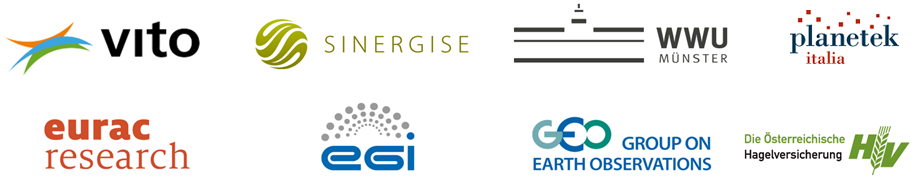 vito
SINERGISE
WWU
MÜNSTER
planetek
italia
eurac
research
egi
GEO GROUP ON
EARTH OBSERVATIONS
Die Österreichische
Hagelversicherung HV